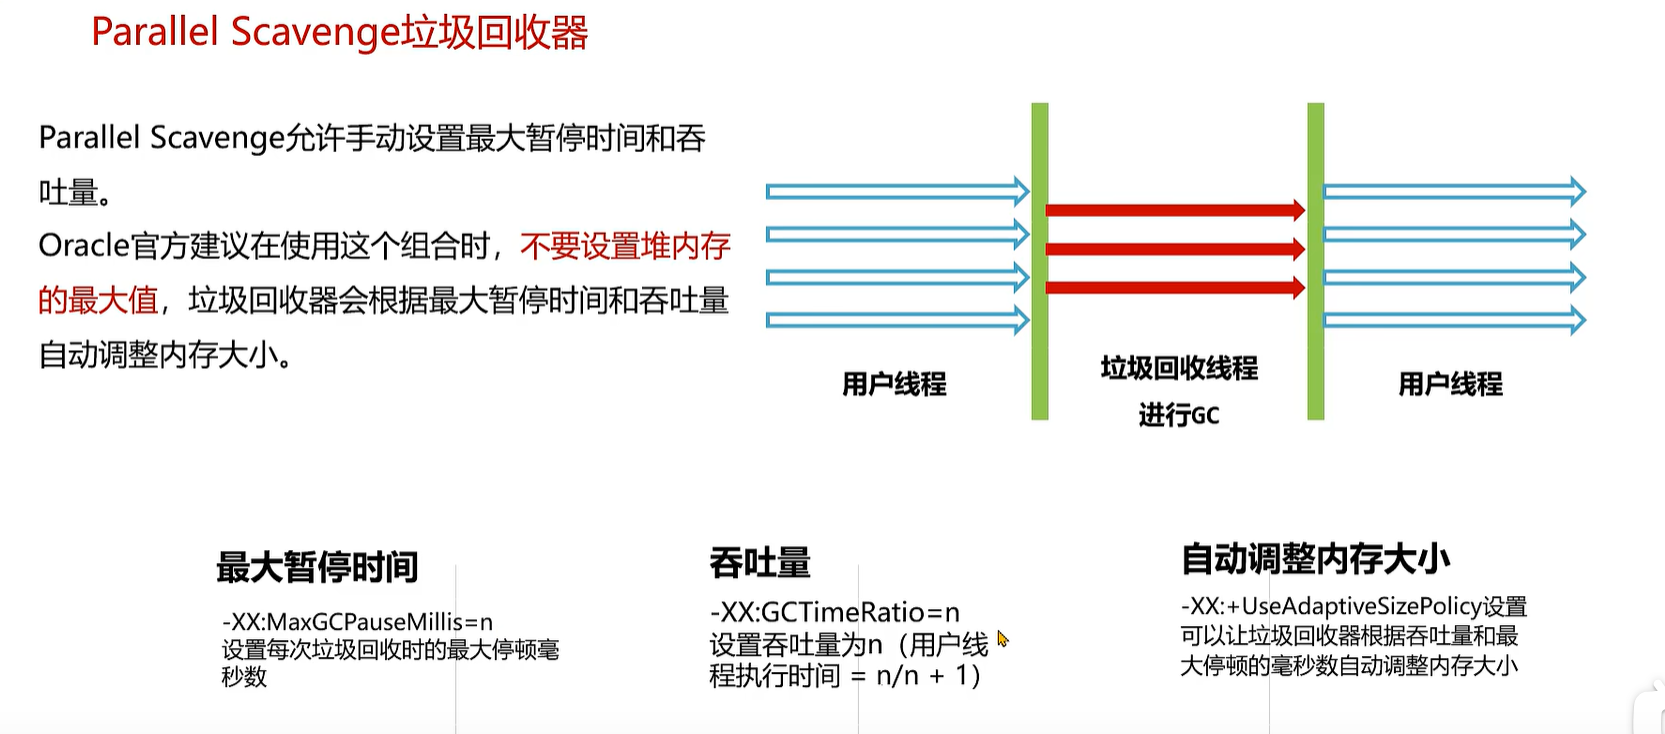 Parallel Scavenge垃圾回收器
Parallel Scavenge允许手动设置最大暂停时间和吞
吐量。
Oracle官方建议在使用这个组合时，不要设置堆内存
的最大值，垃圾回收器会根据最大暂停时间和吞吐量
自动调整内存大小。
用户线程
垃圾回收线程
进行GC
用户线程
最大暂停时间
-XX:MaxGCPauseMillis=n
设置每次垃圾回收时的最大停顿毫
秒数
吞吐量
-XX:GCTimeRatio=n
设置吞吐量为n（用户线
程执行时间 = n/n + 1）
自动调整内存大小
-XX:+UseAdaptiveSizePolicy设置
可以让垃圾回收器根据吞吐量和最
大停顿的毫秒数自动调整内存大小